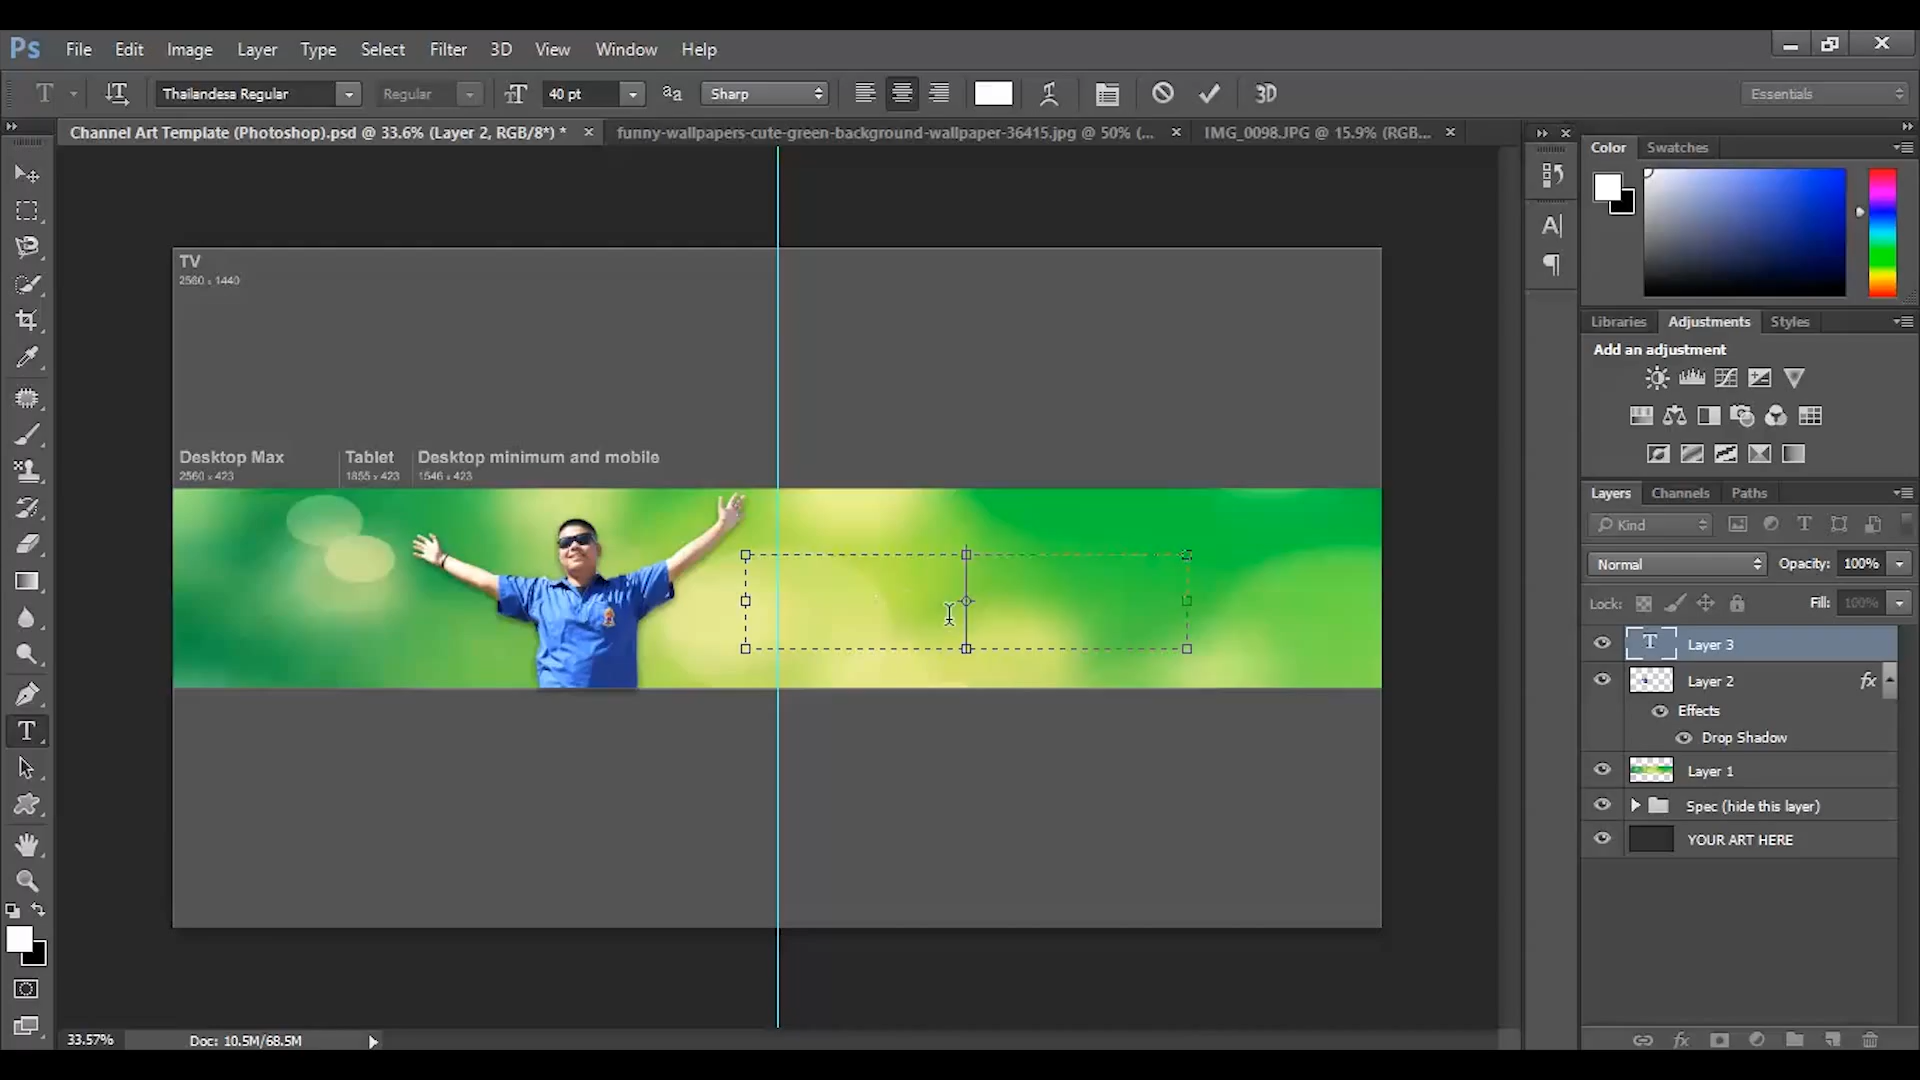 Ps File Edit Image Layer Type Select Filter 3D View Window Help
T Thailandesa Regular Regular 40 pt aa Sharp 3D Essentials
Channel Art Template (Photoshop).psd @ 33.6% (Layer 2, RGB/8*) * funny-wallpapers-cute-green-background-wallpaper-36415.jpg @ 50% (... IMG_0098.JPG @ 15.9% (RGB...
Color Swatches
TV
2560 x 1440
Libraries Adjustments Styles
Add an adjustment
Desktop Max Tablet Desktop minimum and mobile
2560 x 423 1855 x 423 1546 x 423
Layers Channels Paths
Kind
Normal Opacity: 100%
Lock: Fill: 100%
T Layer 3
Layer 2 fx
Effects
Drop Shadow
Layer 1
Spec (hide this layer)
YOUR ART HERE
33.57% Doc: 10.5M/68.5M
fx